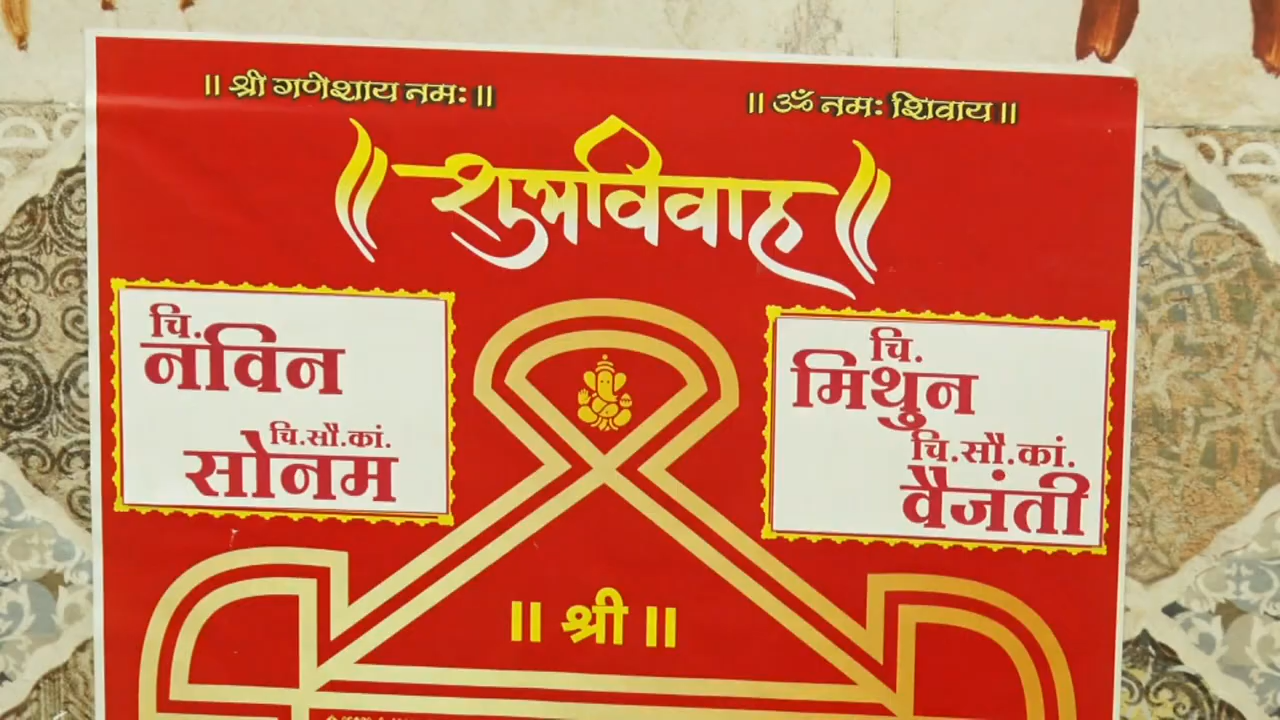 ॥ श्री गणेशाय नमः ॥
॥ ॐ नमः शिवाय ॥
॥ शुभविवाह ॥
चि.
नविन
चि.सौ.कां.
सोनम
चि.
मिथुन
चि.सौ.कां.
वैजंती
॥ श्री ॥